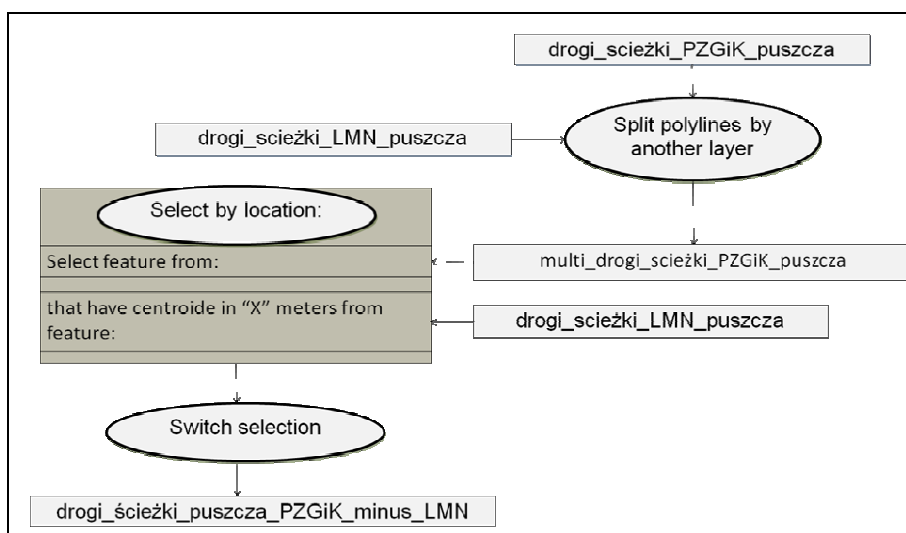 drogi_scieżki_PZGiK_puszcza
drogi_scieżki_LMN_puszcza
Split polylines by
another layer
Select by location:
Select feature from:
multi_drogi_scieżki_PZGiK_puszcza
that have centroide in “X” meters from
feature:
drogi_scieżki_LMN_puszcza
Switch selection
drogi_ścieżki_puszcza_PZGiK_minus_LMN